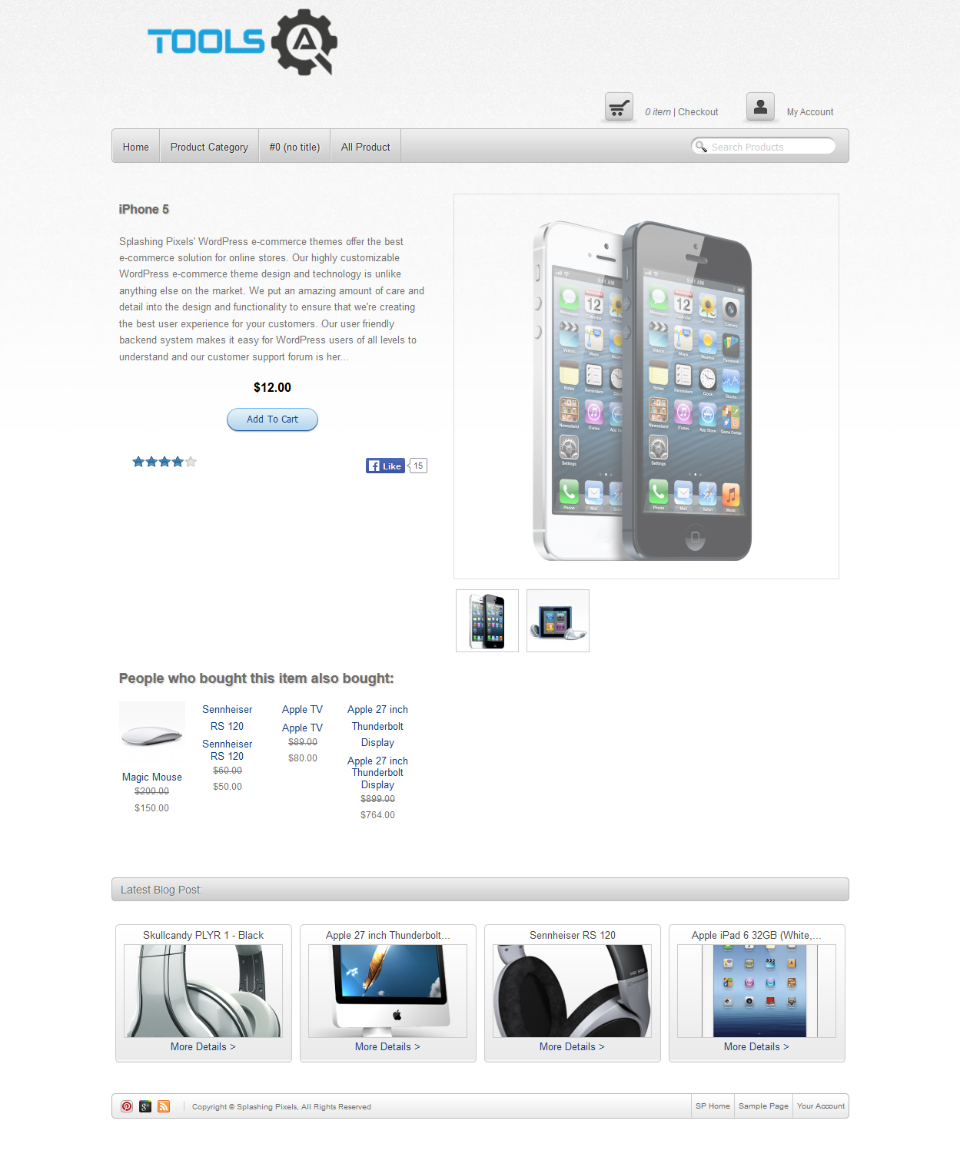 TOOLS QA
0 item | Checkout
My Account
Home
Product Category
#0 (no title)
All Product
Search Products
iPhone 5
Splashing Pixels' WordPress e-commerce themes offer the best
e-commerce solution for online stores. Our highly customizable
WordPress e-commerce theme design and technology is unlike
anything else on the market. We put an amazing amount of care and
detail into the design and functionality to ensure that we're creating
the best user experience for your customers. Our user friendly
backend system makes it easy for WordPress users of all levels to
understand and our customer support forum is her...
$12.00
Add To Cart
Like
15
People who bought this item also bought:
Magic Mouse
$200.00
$150.00
Sennheiser
RS 120
Sennheiser
RS 120
$60.00
$50.00
Apple TV
Apple TV
$89.00
$80.00
Apple 27 inch
Thunderbolt
Display
Apple 27 inch
Thunderbolt
Display
$899.00
$764.00
Latest Blog Post
Skullcandy PLYR 1 - Black
More Details >
Apple 27 inch Thunderbolt...
More Details >
Sennheiser RS 120
More Details >
Apple iPad 6 32GB (White,...
More Details >
Copyright © Splashing Pixels, All Rights Reserved
SP Home
Sample Page
Your Account